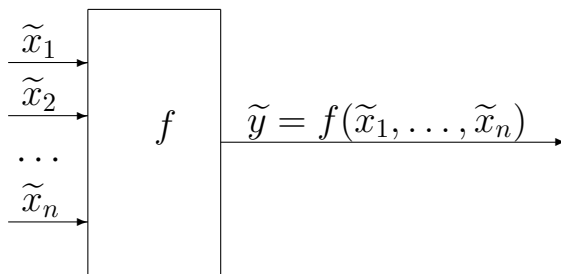 x̃₁
x̃₂
f
ỹ = f(x̃₁, . . . , x̃ₙ)
. . .
x̃ₙ